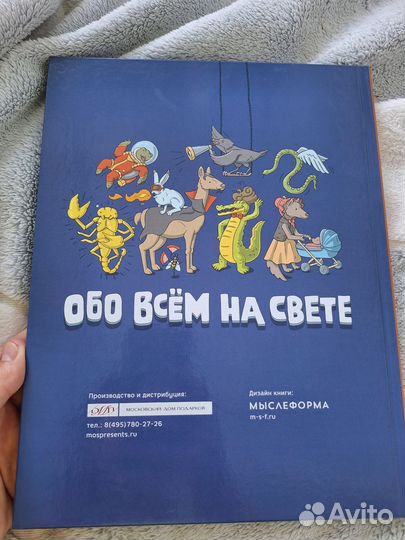 ОБО ВСЁМ НА СВЕТЕ
Производство и дистрибуция:
МОСКОВСКИЙ ДОМ ПОДАРКОВ
тел.: 8(495)780-27-26
mospresents.ru
Дизайн книги:
МЫСЛЕФОРМА
m-s-f.ru
Avito